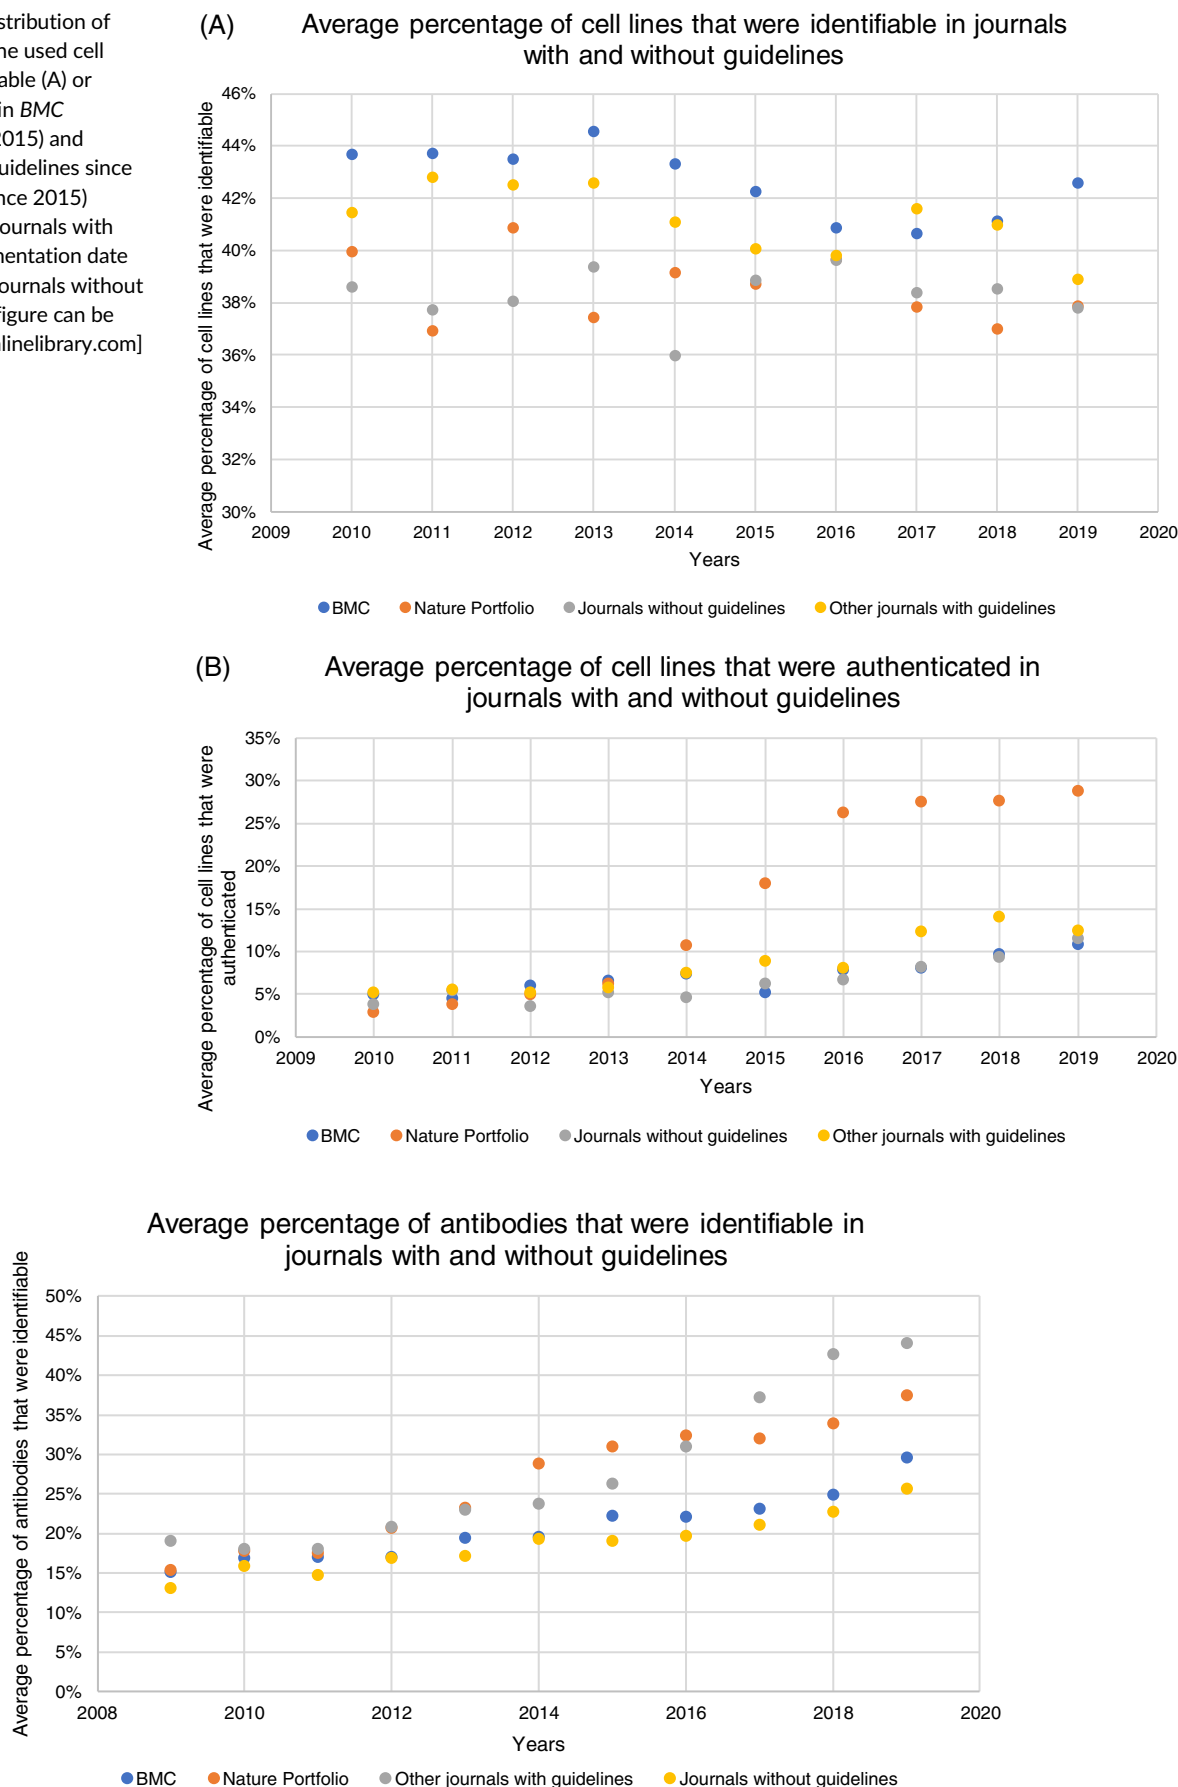 stribution of
ne used cell
able (A) or
in BMC
2015) and
uidelines since
nce 2015)
ournals with
nentation date
ournals without
figure can be
linelibrary.com]
(A)
Average percentage of cell lines that were identifiable in journals
with and without guidelines
Average percentage of cell lines that were identifiable
46%
44%
42%
40%
38%
36%
34%
32%
30%
2009 2010 2011 2012 2013 2014 2015 2016 2017 2018 2019 2020
Years
BMC Nature Portfolio Journals without guidelines Other journals with guidelines
(B)
Average percentage of cell lines that were authenticated in
journals with and without guidelines
Average percentage of cell lines that were
authenticated
35%
30%
25%
20%
15%
10%
5%
0%
2009 2010 2011 2012 2013 2014 2015 2016 2017 2018 2019 2020
Years
BMC Nature Portfolio Journals without guidelines Other journals with guidelines
Average percentage of antibodies that were identifiable in
journals with and without guidelines
Average percentage of antibodies that were identifiable
50%
45%
40%
35%
30%
25%
20%
15%
10%
5%
0%
2008 2010 2012 2014 2016 2018 2020
Years
BMC Nature Portfolio Other journals with guidelines Journals without guidelines